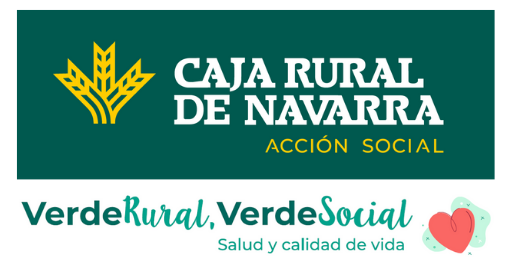 CAJA RURAL
DE NAVARRA
ACCIÓN SOCIAL
VerdeRural, VerdeSocial
Salud y calidad de vida